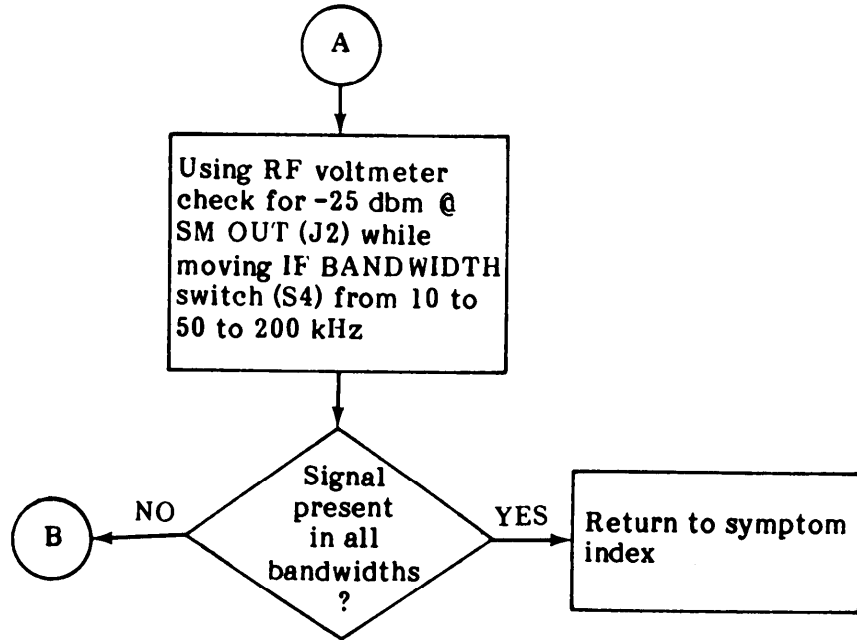 A
Using RF voltmeter
check for -25 dbm @
SM OUT (J2) while
moving IF BANDWIDTH
switch (S4) from 10 to
50 to 200 kHz
Signal
present
in all
bandwidths
?
NO
B
YES
Return to symptom
index